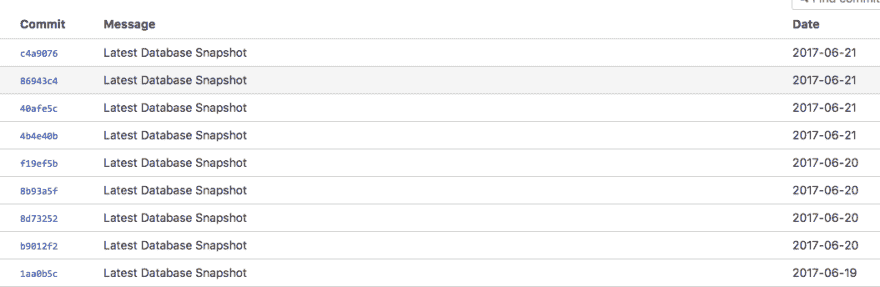 Find commit
Commit Message Date
c4a9076 Latest Database Snapshot 2017-06-21
86943c4 Latest Database Snapshot 2017-06-21
40afe5c Latest Database Snapshot 2017-06-21
4b4e40b Latest Database Snapshot 2017-06-21
f19ef5b Latest Database Snapshot 2017-06-20
8b93a5f Latest Database Snapshot 2017-06-20
8d73252 Latest Database Snapshot 2017-06-20
b9012f2 Latest Database Snapshot 2017-06-20
1aa0b5c Latest Database Snapshot 2017-06-19